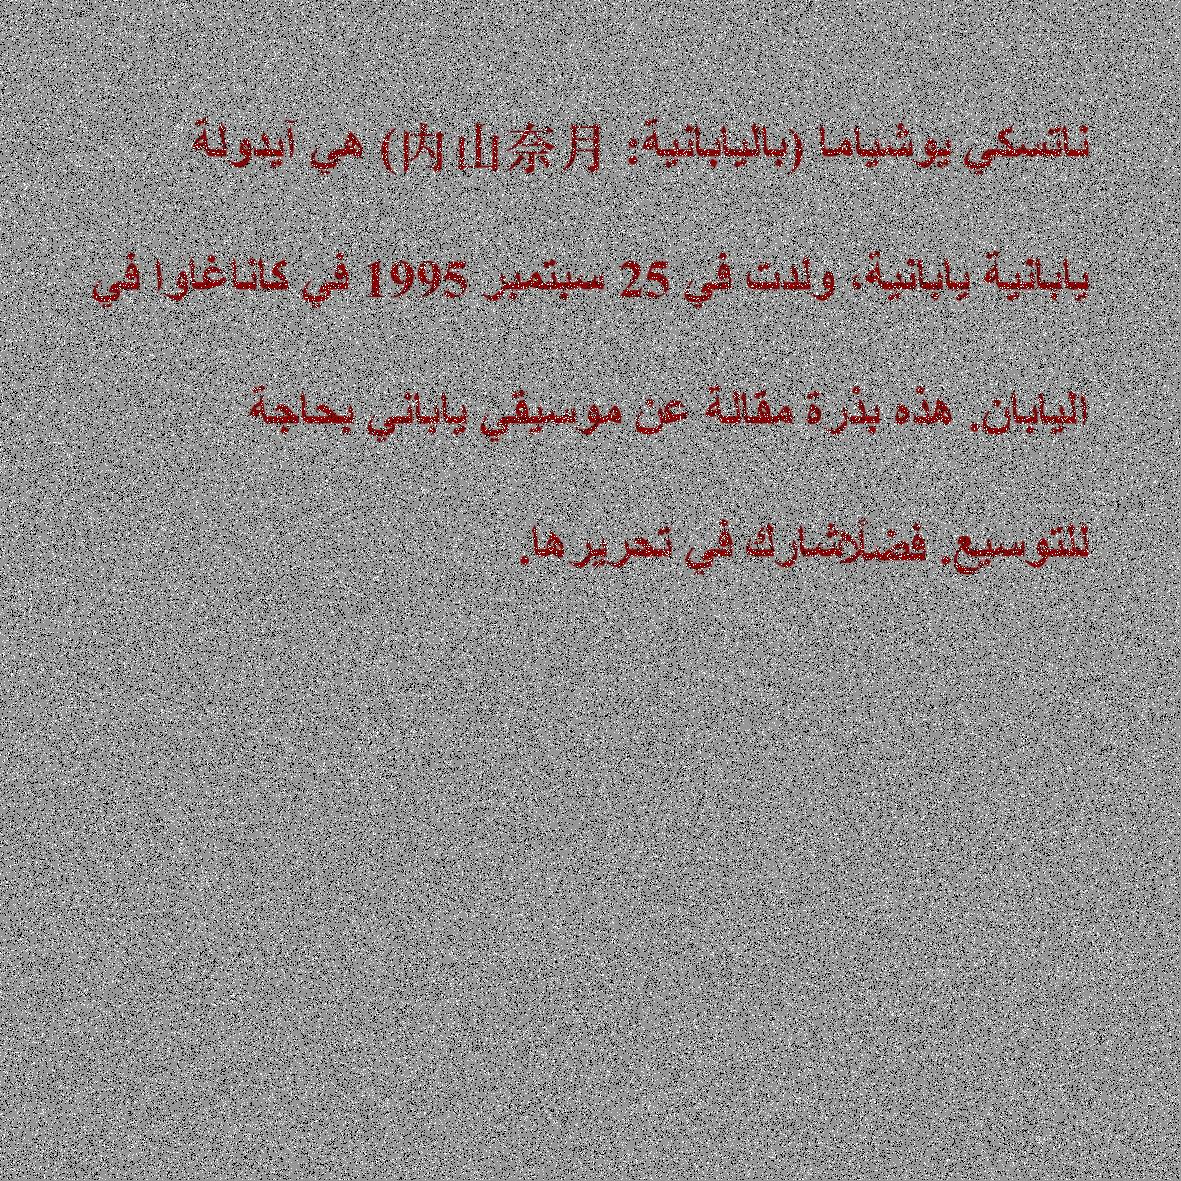 ناتسكي يوشياما (باليابانية: 内山奈月) هي آيدولة
يابانية يابانية، ولدت في 25 سبتمبر 1995 في كاناغاوا في
اليابان. هذه بذرة مقالة عن موسيقي ياباني بحاجة
للتوسيع. فضلًاشارك في تحريرها.